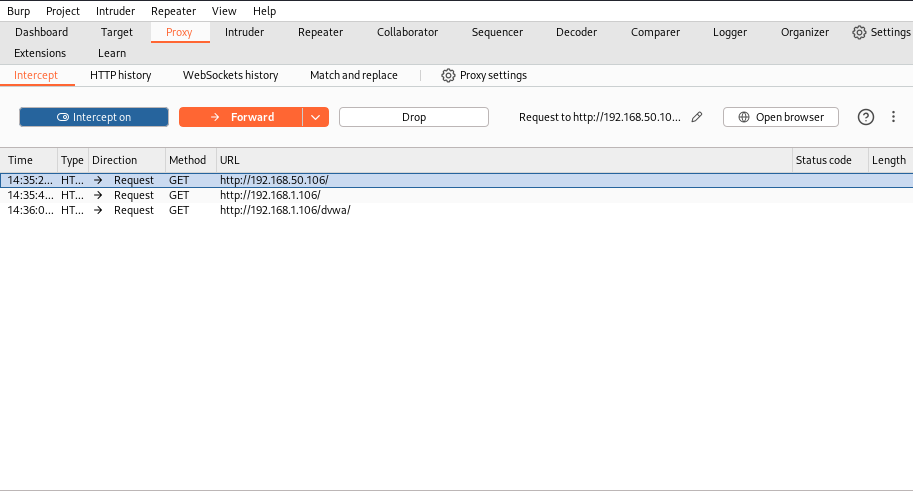 Burp Project Intruder Repeater View Help
Dashboard Target Proxy Intruder Repeater Collaborator Sequencer Decoder Comparer Logger Organizer Settings
Extensions Learn
Intercept HTTP history WebSockets history Match and replace Proxy settings
Intercept on Forward Drop Request to http://192.168.50.10... Open browser
Time Type Direction Method URL Status code Length
14:35:2... HT... Request GET http://192.168.50.106/
14:35:4... HT... Request GET http://192.168.1.106/
14:36:0... HT... Request GET http://192.168.1.106/dvwa/